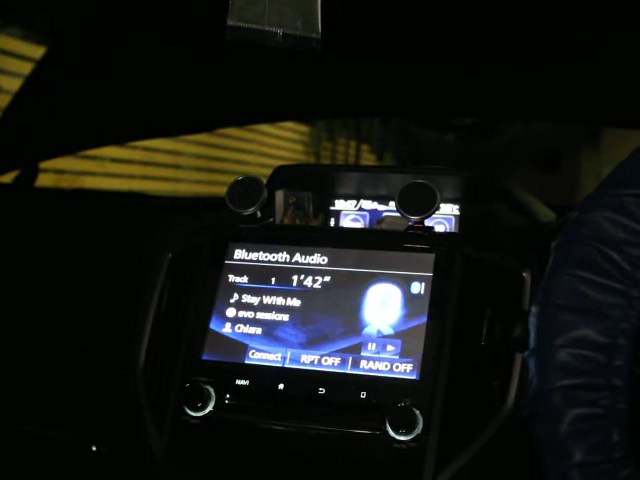 Bluetooth Audio
Track 1 1'42"
Stay With Me
evo sessions
Chiara
Connect RPT OFF RAND OFF
NAVI